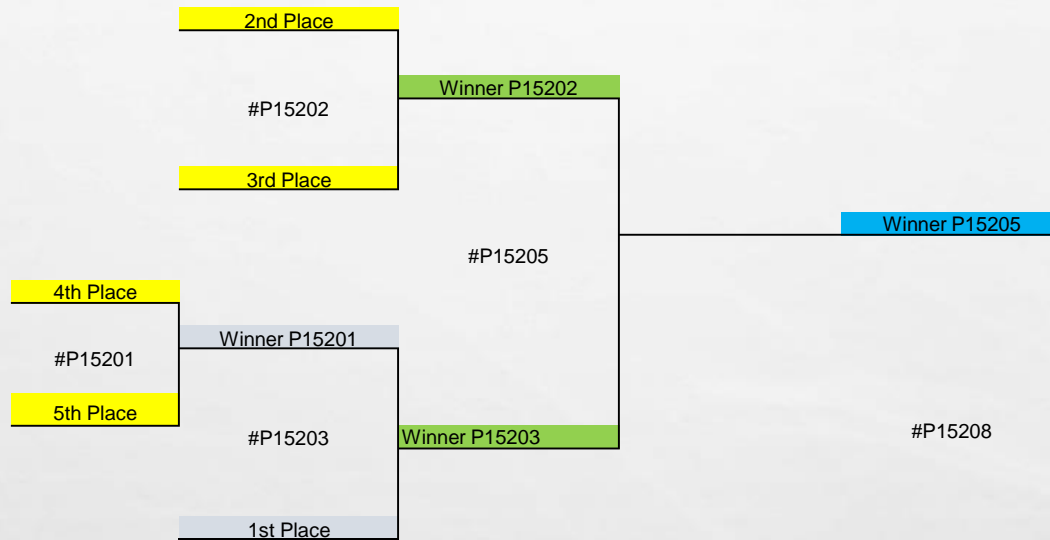 2nd Place
Winner P15202
#P15202
3rd Place
Winner P15205
#P15205
4th Place
Winner P15201
#P15201
5th Place
#P15203
Winner P15203
#P15208
1st Place